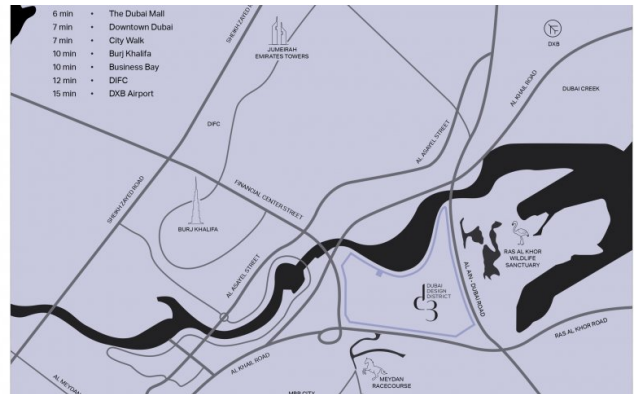 6 min • The Dubai Mall
7 min • Downtown Dubai
7 min • City Walk
10 min • Burj Khalifa
10 min • Business Bay
12 min • DIFC
15 min • DXB Airport
SHEIKH ZAYED ROAD
JUMEIRAH
EMIRATES TOWERS
DXB
AL KHAIL ROAD
DUBAI CREEK
DIFC
AL ASAYEL STREET
SHEIKH ZAYED ROAD
FINANCIAL CENTER STREET
BURJ KHALIFA
AL ASAYEL STREET
RAS AL KHOR
WILDLIFE
SANCTUARY
AL AIN - DUBAI ROAD
DUBAI
DESIGN
DISTRICT
d3
RAS AL KHOR ROAD
AL KHAIL ROAD
AL MEYDAN
MEYDAN
RACECOURSE
MBR CITY